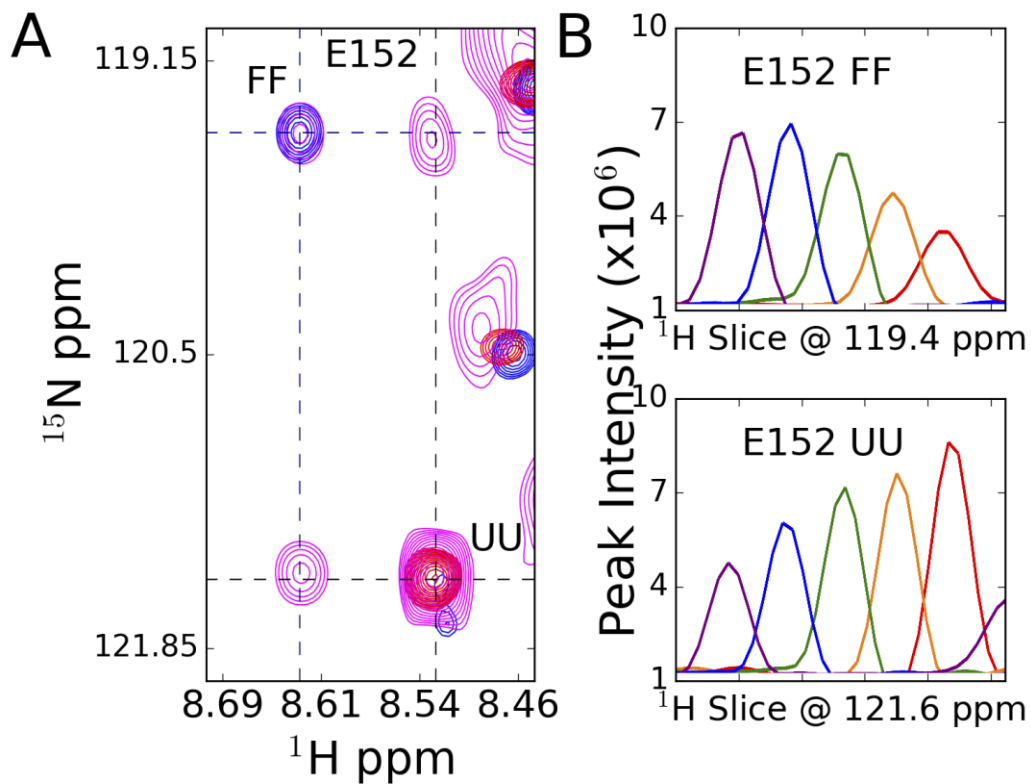 A
E152
FF
UU
119.15
120.5
121.85
¹⁵N ppm
8.69 8.61 8.54 8.46
¹H ppm
B
E152 FF
10
7
4
1
¹H Slice @ 119.4 ppm
Peak Intensity (x10⁶)
E152 UU
10
7
4
1
¹H Slice @ 121.6 ppm